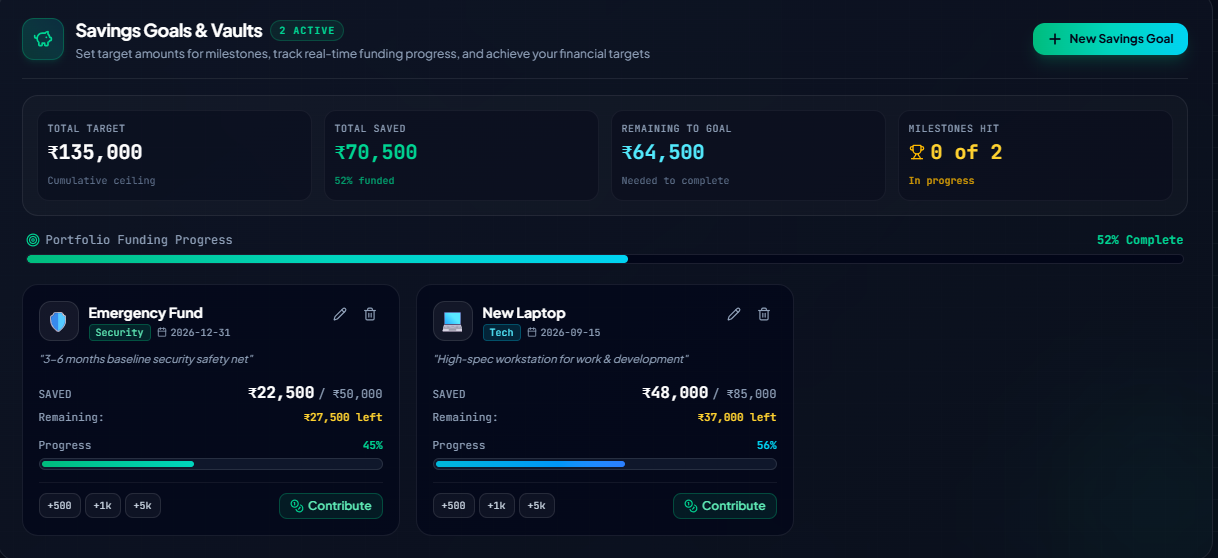 Savings Goals & Vaults 2 ACTIVE
Set target amounts for milestones, track real-time funding progress, and achieve your financial targets
+ New Savings Goal
TOTAL TARGET
₹135,000
Cumulative ceiling
TOTAL SAVED
₹70,500
52% funded
REMAINING TO GOAL
₹64,500
Needed to complete
MILESTONES HIT
0 of 2
In progress
Portfolio Funding Progress 52% Complete
Emergency Fund
Security 2026-12-31
"3–6 months baseline security safety net"
SAVED ₹22,500 / ₹50,000
Remaining: ₹27,500 left
Progress 45%
+500 +1k +5k Contribute
New Laptop
Tech 2026-09-15
"High-spec workstation for work & development"
SAVED ₹48,000 / ₹85,000
Remaining: ₹37,000 left
Progress 56%
+500 +1k +5k Contribute